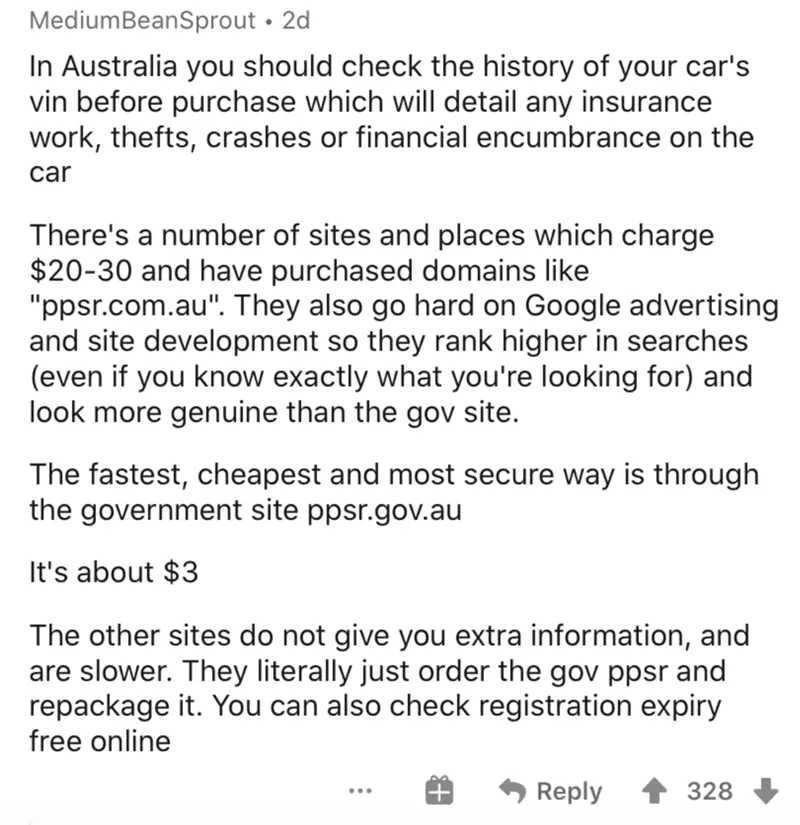 MediumBeanSprout • 2d
In Australia you should check the history of your car's
vin before purchase which will detail any insurance
work, thefts, crashes or financial encumbrance on the
car
There's a number of sites and places which charge
$20-30 and have purchased domains like
"ppsr.com.au". They also go hard on Google advertising
and site development so they rank higher in searches
(even if you know exactly what you're looking for) and
look more genuine than the gov site.
The fastest, cheapest and most secure way is through
the government site ppsr.gov.au
It's about $3
The other sites do not give you extra information, and
are slower. They literally just order the gov ppsr and
repackage it. You can also check registration expiry
free online
... Reply 328